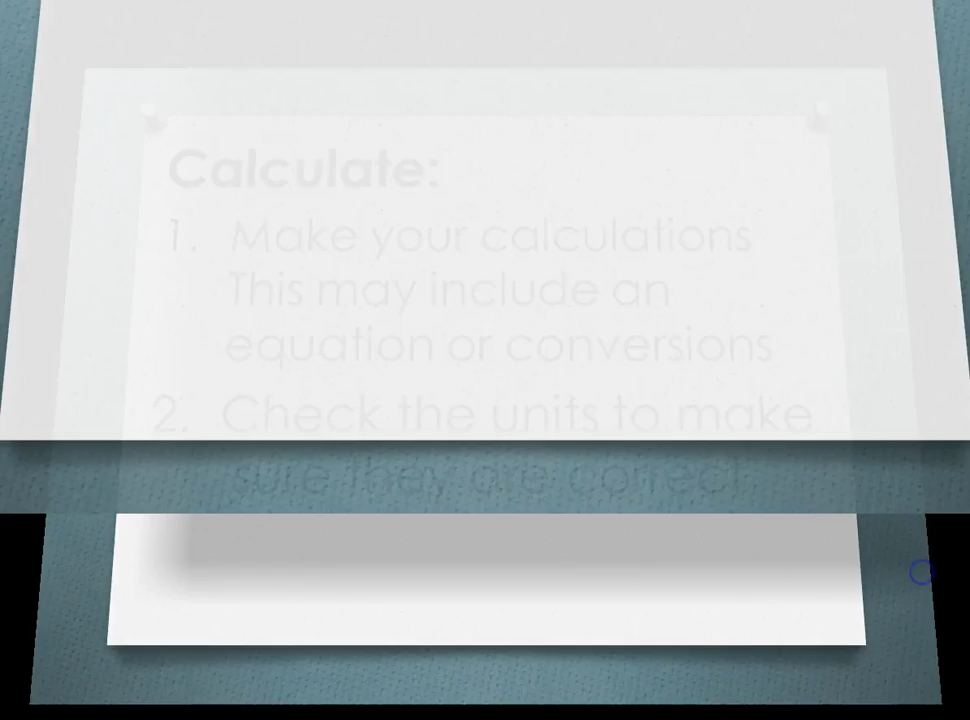 Calculate:
1. Make your calculations
This may include an
equation or conversions
2. Check the units to make
sure they are correct